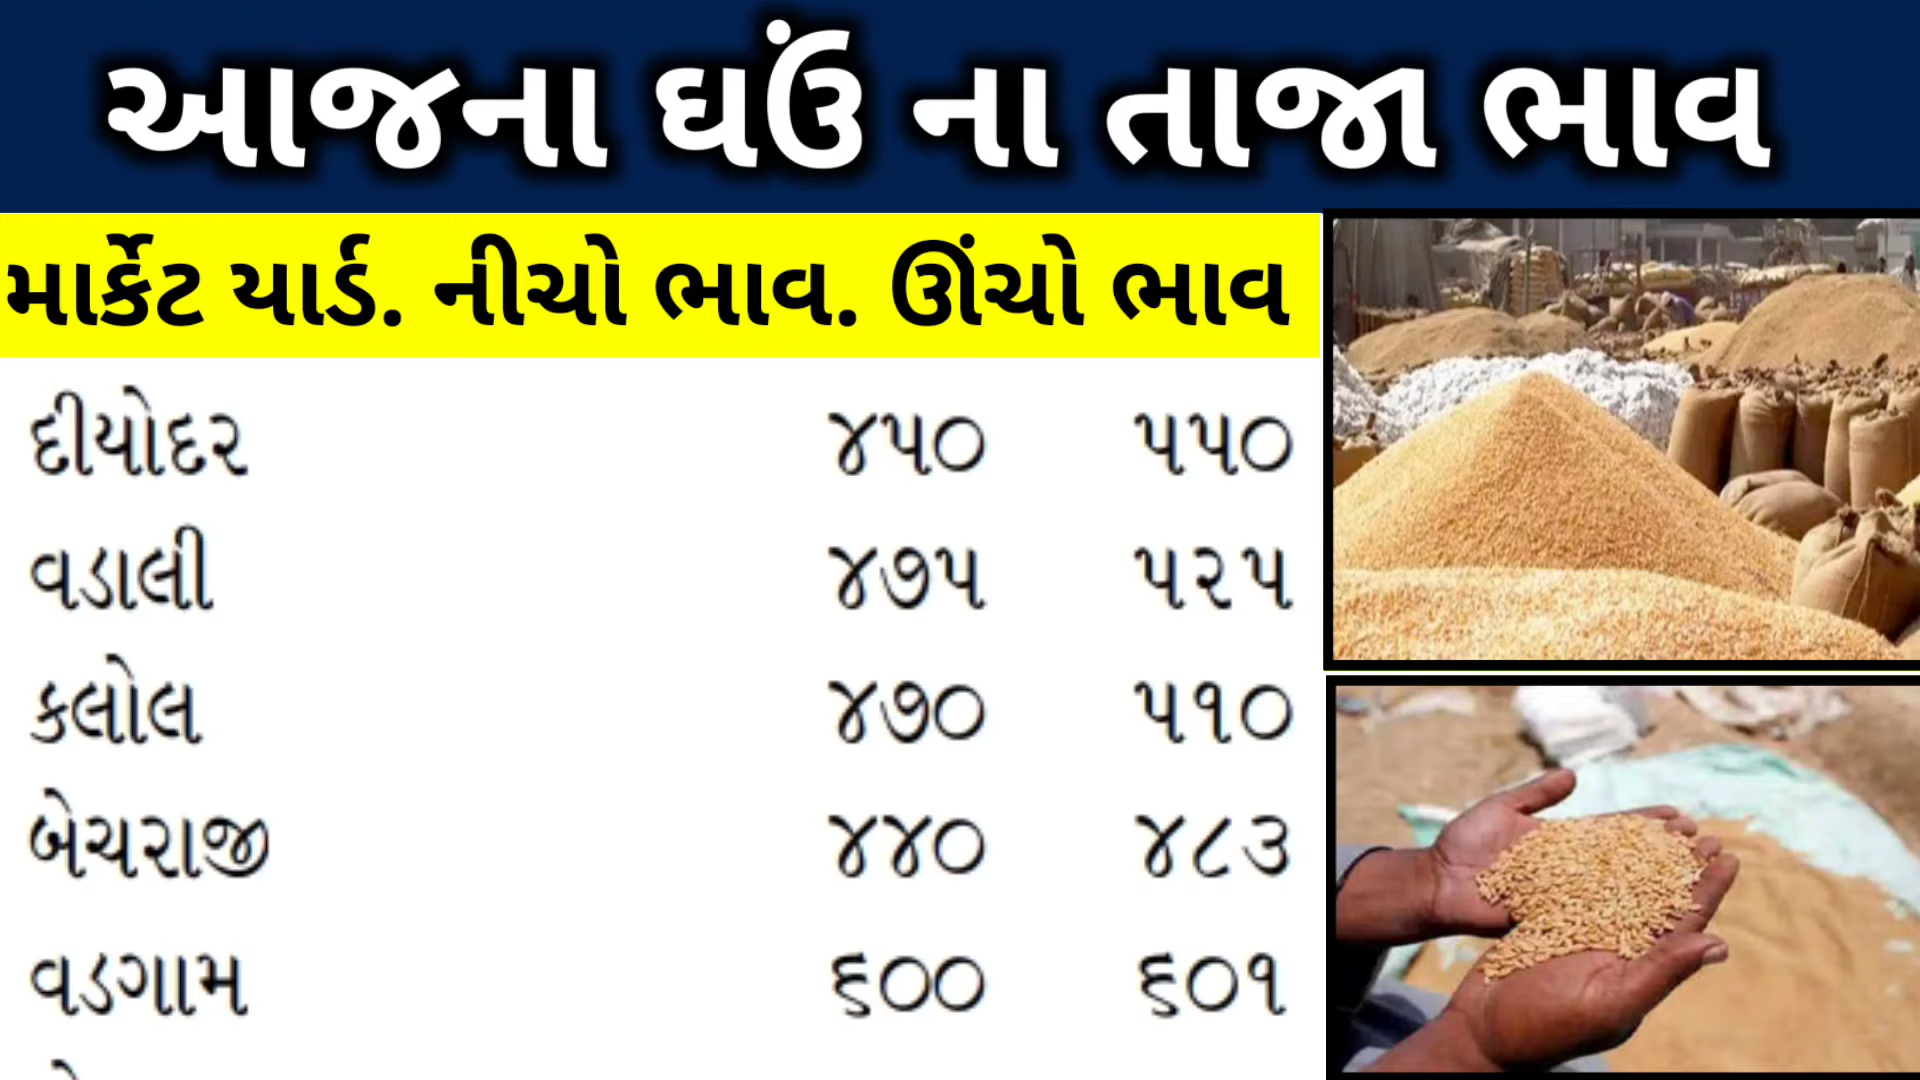 આજના ઘઉં ના તાજા ભાવ
માર્કેટ યાર્ડ. નીચો ભાવ. ઊંચો ભાવ
દીયોદર ૪૫૦ ૫૫૦
વડાલી ૪૭૫ ૫૨૫
કલોલ ૪૭૦ ૫૧૦
બેચરાજી ૪૪૦ ૪૮૩
વડગામ ૬૦૦ ૬૦૧